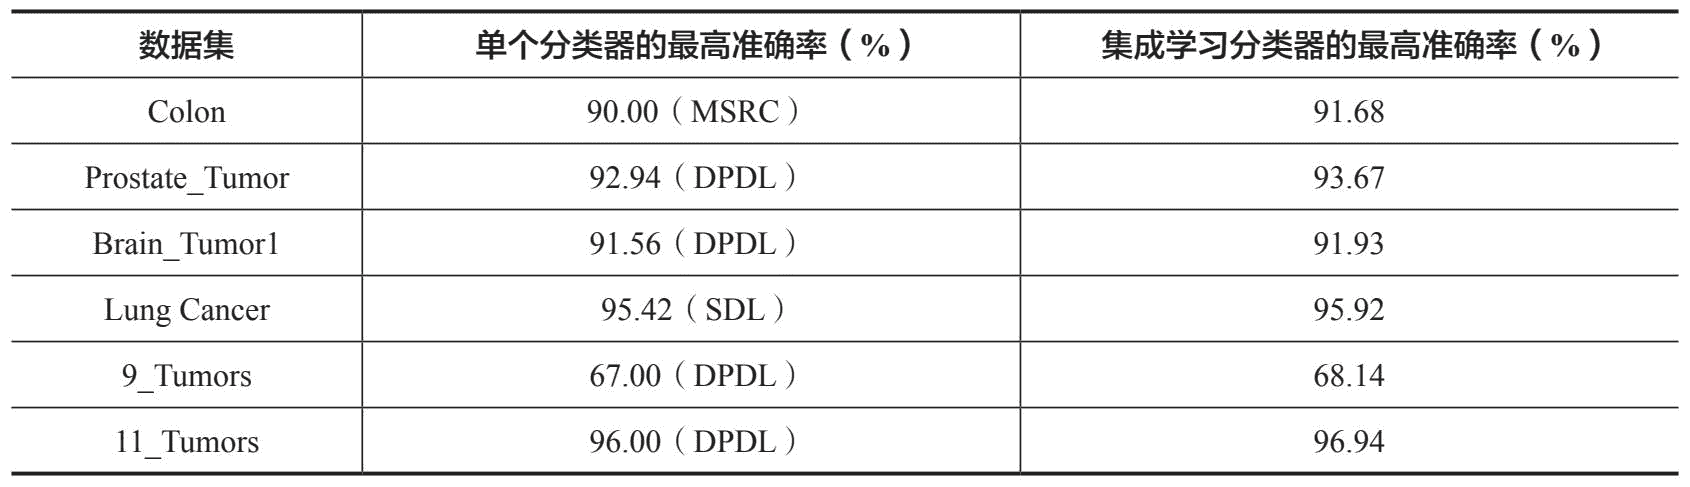 数据集 单个分类器的最高准确率（%） 集成学习分类器的最高准确率（%）
Colon 90.00（MSRC） 91.68
Prostate_Tumor 92.94（DPDL） 93.67
Brain_Tumor1 91.56（DPDL） 91.93
Lung Cancer 95.42（SDL） 95.92
9_Tumors 67.00（DPDL） 68.14
11_Tumors 96.00（DPDL） 96.94